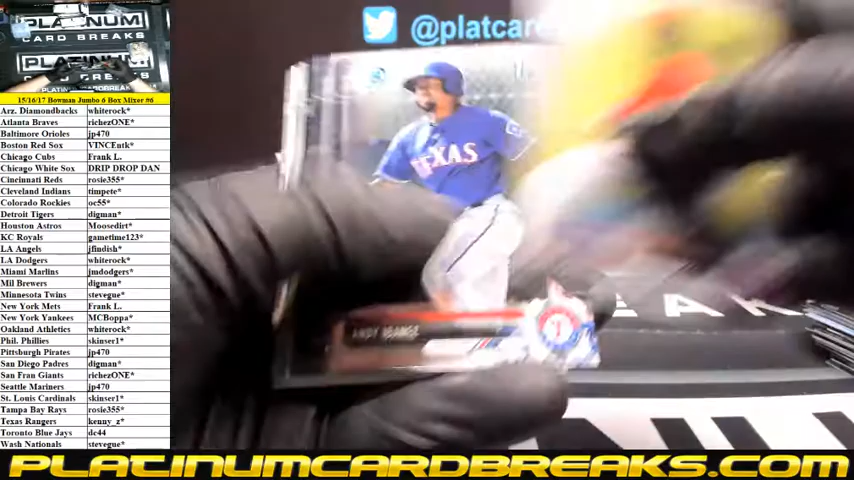 PLATINUM
CARD BREAKS
PLATINUM
CARD BREAKS
@platcare
15/16/17 Bowman Jumbo 6 Box Mixer #6
Arz. Diamondbacks whiterock*
Atlanta Braves richezONE*
Baltimore Orioles jp470
Boston Red Sox VINCEntk*
Chicago Cubs Frank L.
Chicago White Sox DRIP DROP DAN
Cincinnati Reds rosie355*
Cleveland Indians timpete*
Colorado Rockies oc55*
Detroit Tigers digman*
Houston Astros Moosedirt*
KC Royals gametime123*
LA Angels jfindish*
LA Dodgers whiterock*
Miami Marlins jmdodgers*
Mil Brewers digman*
Minnesota Twins stevegue*
New York Mets Frank L.
New York Yankees MCBoppa*
Oakland Athletics whiterock*
Phil. Phillies skinser1*
Pittsburgh Pirates jp470
San Diego Padres digman*
San Fran Giants richezONE*
Seattle Mariners jp470
St. Louis Cardinals skinser1*
Tampa Bay Rays rosie355*
Texas Rangers kenny_z*
Toronto Blue Jays dc44
Wash Nationals stevegue*
TEXAS
ANDY IBANEZ
EAK
NUM
PLATINUMCARDBREAKS.COM